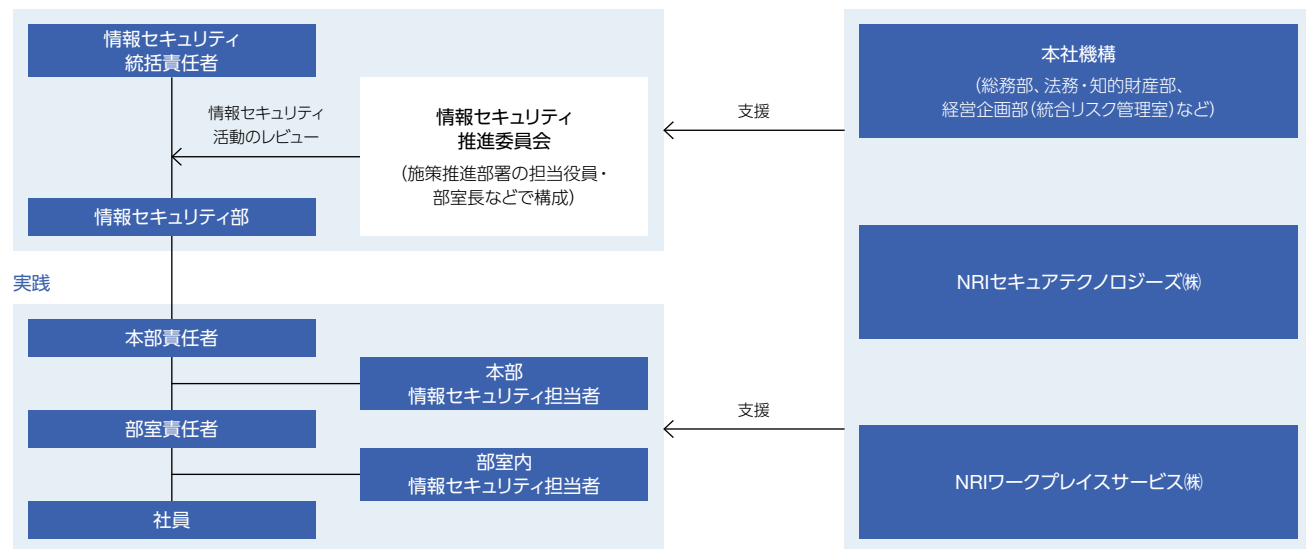 情報セキュリティ
統括責任者
情報セキュリティ
活動のレビュー
情報セキュリティ
推進委員会
（施策推進部署の担当役員・
部室長などで構成）
情報セキュリティ部
支援
本社機構
（総務部、法務・知的財産部、
経営企画部（統合リスク管理室）など）
NRIセキュアテクノロジーズ㈱
実践
本部責任者
本部
情報セキュリティ担当者
部室責任者
部室内
情報セキュリティ担当者
社員
支援
NRIワークプレイスサービス㈱